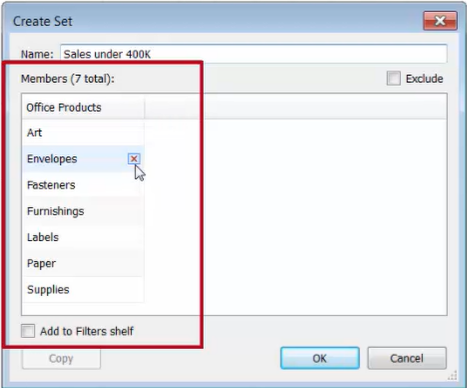 Create Set
Name: Sales under 400K
Members (7 total):
Exclude
Office Products
Art
Envelopes
Fasteners
Furnishings
Labels
Paper
Supplies
Add to Filters shelf
Copy
OK
Cancel